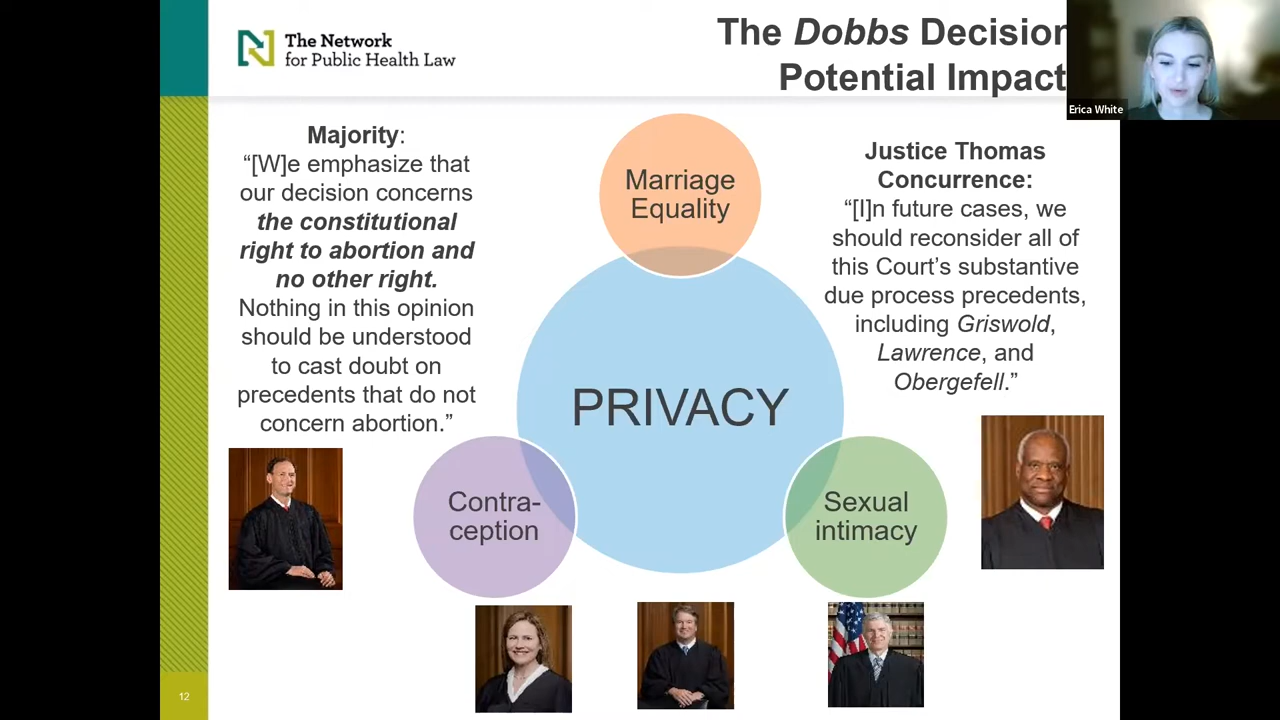 The Network
for Public Health Law
The Dobbs Decision
Potential Impact
Erica White
Majority:
“[W]e emphasize that
our decision concerns
the constitutional
right to abortion and
no other right.
Nothing in this opinion
should be understood
to cast doubt on
precedents that do not
concern abortion.”
Marriage
Equality
PRIVACY
Contra-
ception
Sexual
intimacy
Justice Thomas
Concurrence:
“[I]n future cases, we
should reconsider all of
this Court’s substantive
due process precedents,
including Griswold,
Lawrence, and
Obergefell.”
12